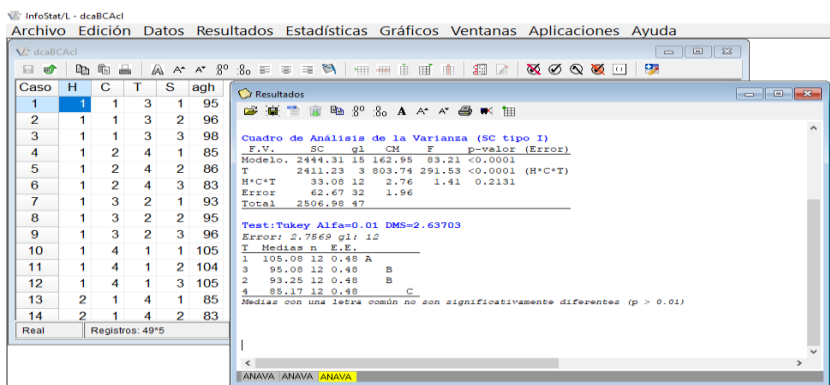 InfoStat/L - dcaBCAcl
Archivo Edición Datos Resultados Estadísticas Gráficos Ventanas Aplicaciones Ayuda
dcaBCAcl
Caso H C T S agh
1 1 1 3 1 95
2 1 1 3 2 96
3 1 1 3 3 98
4 1 2 4 1 85
5 1 2 4 2 86
6 1 2 4 3 83
7 1 3 2 1 93
8 1 3 2 2 95
9 1 3 2 3 96
10 1 4 1 1 105
11 1 4 1 2 104
12 1 4 1 3 105
13 2 1 4 1 85
14 2 1 4 2 83
Real Registros: 49*5
Resultados
Cuadro de Análisis de la Varianza (SC tipo I)
F.V. SC gl CM F p-valor (Error)
Modelo. 2444.31 15 162.95 83.21 <0.0001
T 2411.23 3 803.74 291.53 <0.0001 (H*C*T)
H*C*T 33.08 12 2.76 1.41 0.2131
Error 62.67 32 1.96
Total 2506.98 47
Test:Tukey Alfa=0.01 DMS=2.63703
Error: 2.7569 gl: 12
T Medias n E.E.
1 105.08 12 0.48 A
3 95.08 12 0.48 B
2 93.25 12 0.48 B
4 85.17 12 0.48 C
Medias con una letra común no son significativamente diferentes (p > 0.01)
ANAVA ANAVA ANAVA